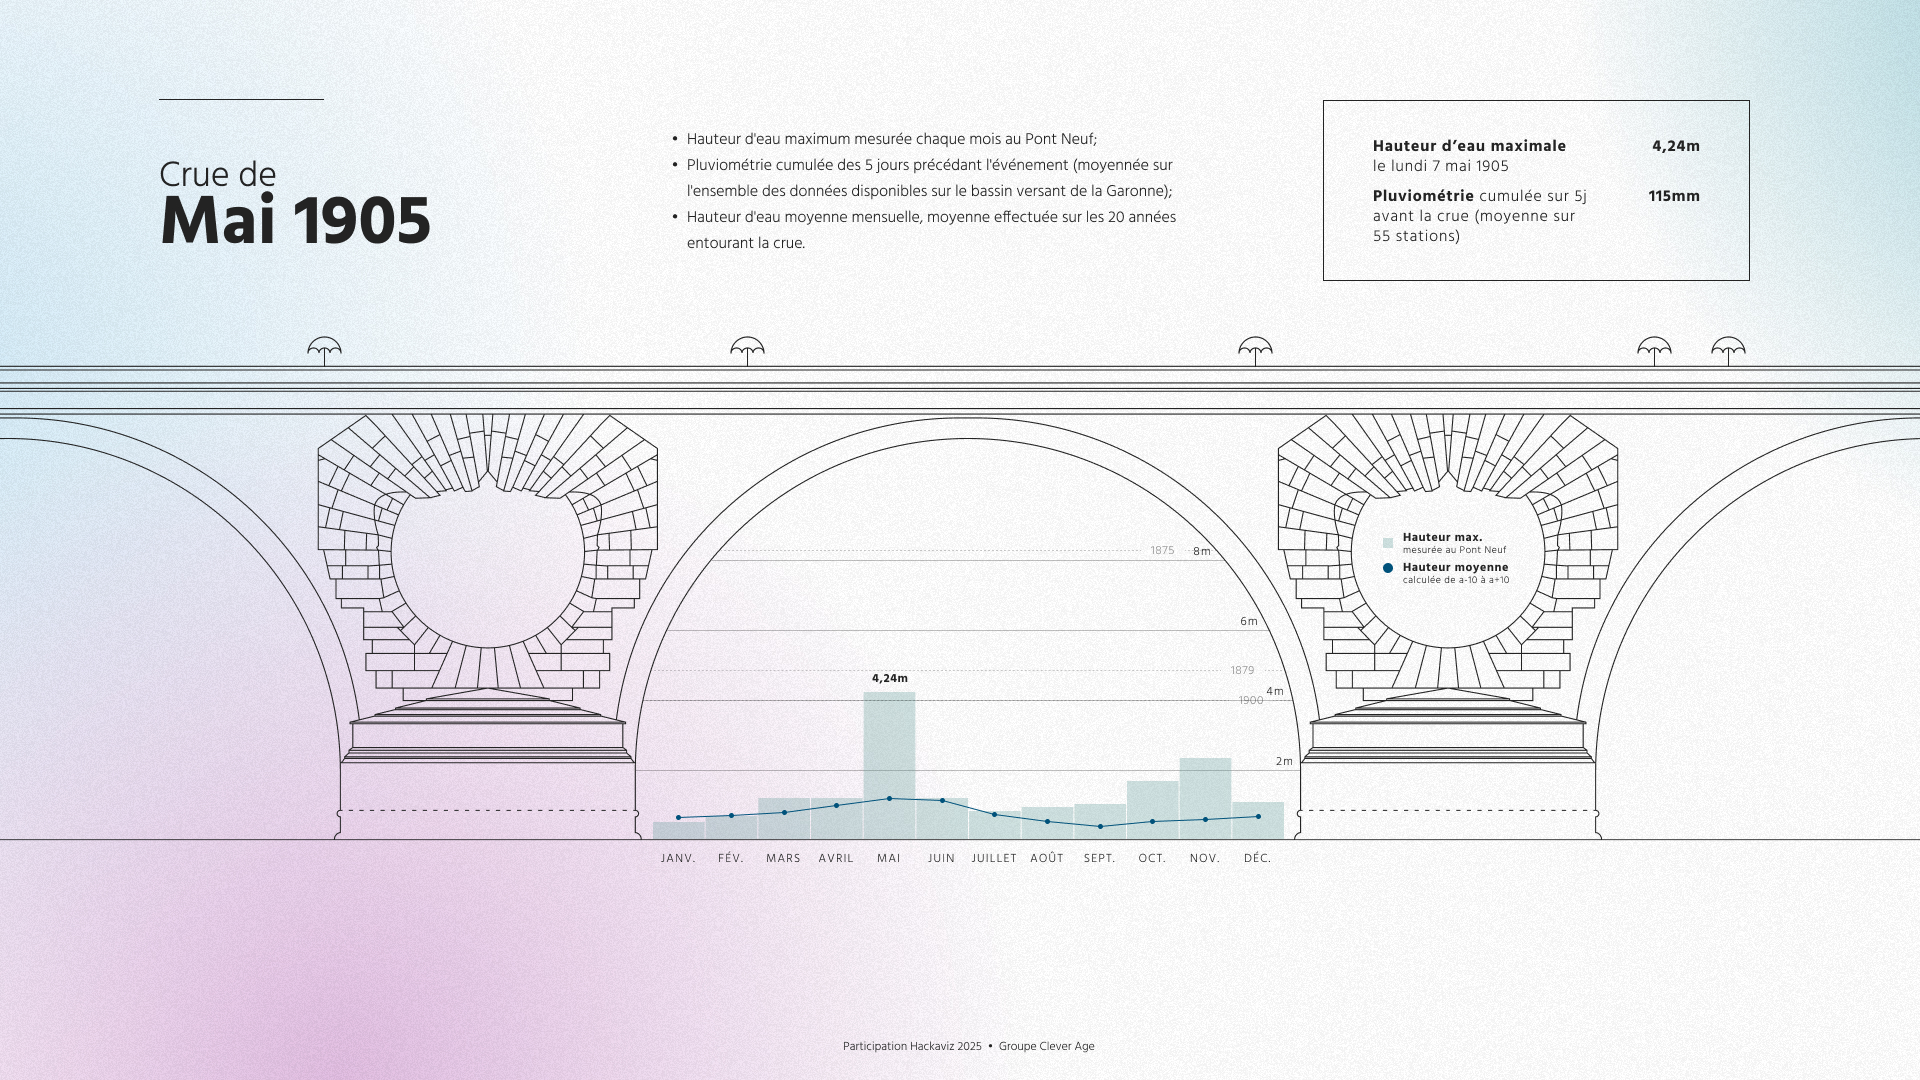 Crue de
Mai 1905
• Hauteur d'eau maximum mesurée chaque mois au Pont Neuf;
• Pluviométrie cumulée des 5 jours précédant l'événement (moyennée sur
l'ensemble des données disponibles sur le bassin versant de la Garonne);
• Hauteur d'eau moyenne mensuelle, moyenne effectuée sur les 20 années
entourant la crue.
Hauteur d’eau maximale 4,24m
le lundi 7 mai 1905
Pluviométrie cumulée sur 5j 115mm
avant la crue (moyenne sur
55 stations)
Hauteur max.
mesurée au Pont Neuf
Hauteur moyenne
calculée de a-10 à a+10
1875 8m
6m
1879
4,24m
4m
1900
2m
JANV. FÉV. MARS AVRIL MAI JUIN JUILLET AOÛT SEPT. OCT. NOV. DÉC.
Participation Hackaviz 2025 • Groupe Clever Age